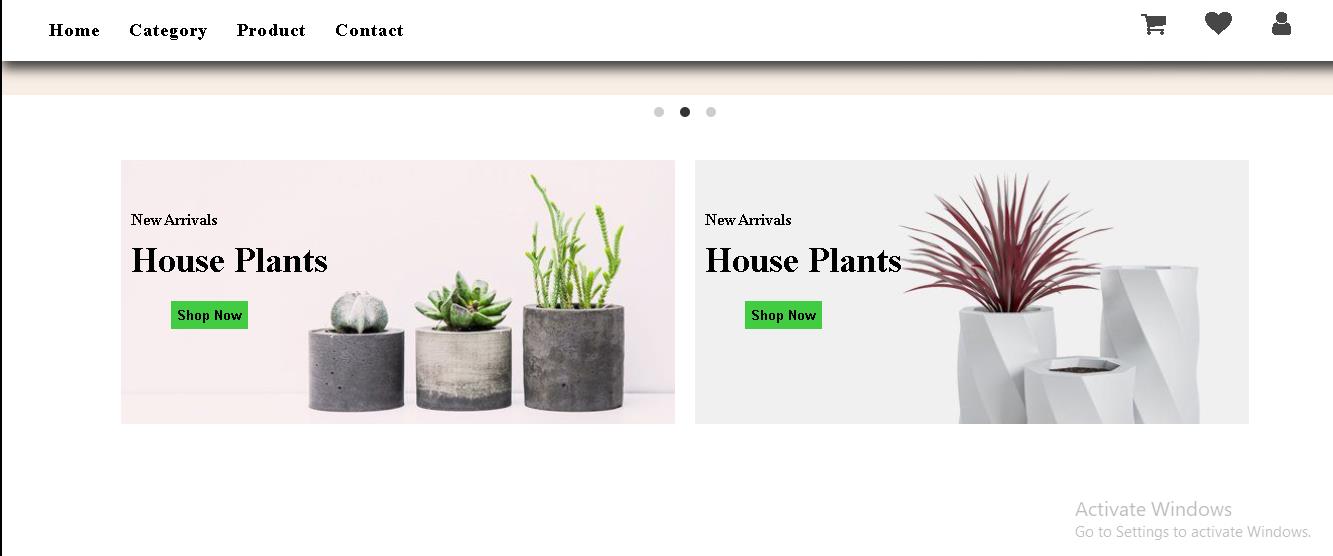 Home Category Product Contact
New Arrivals
House Plants
Shop Now
New Arrivals
House Plants
Shop Now
Activate Windows
Go to Settings to activate Windows.